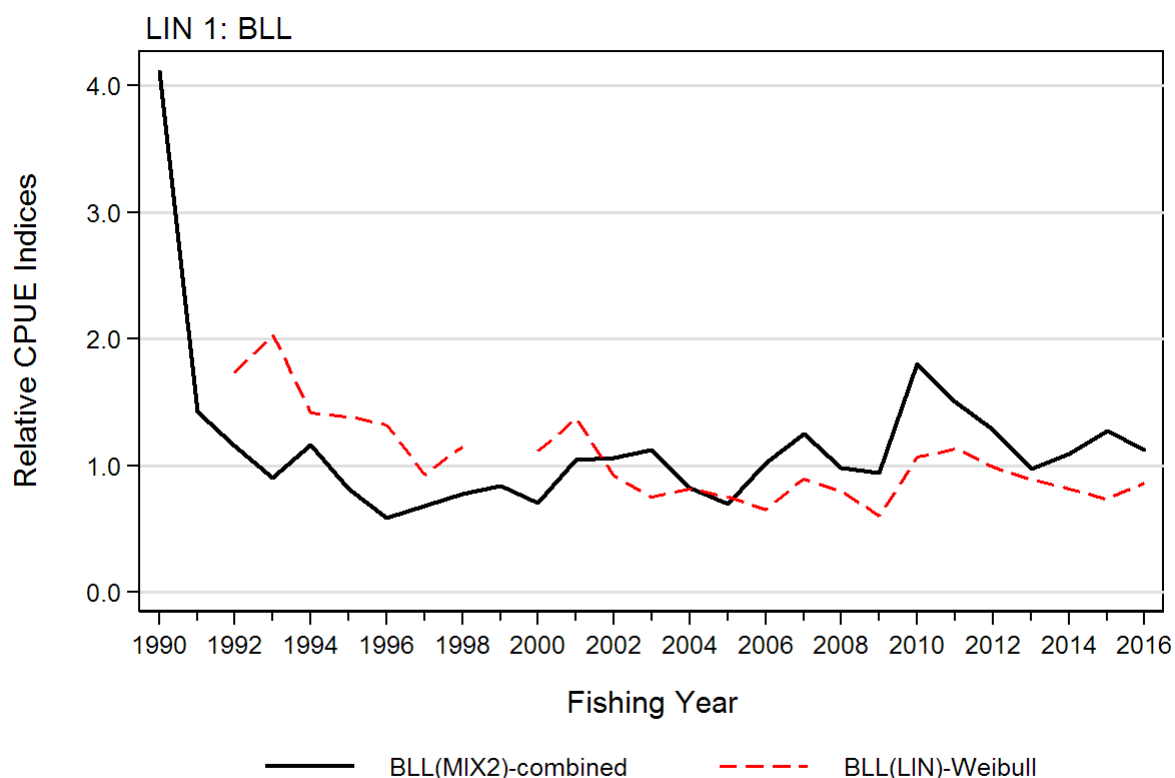 LIN 1: BLL
4.0
3.0
2.0
1.0
0.0
Relative CPUE Indices
1990 1992 1994 1996 1998 2000 2002 2004 2006 2008 2010 2012 2014 2016
Fishing Year
BLL(MIX2)-combined BLL(LIN)-Weibull